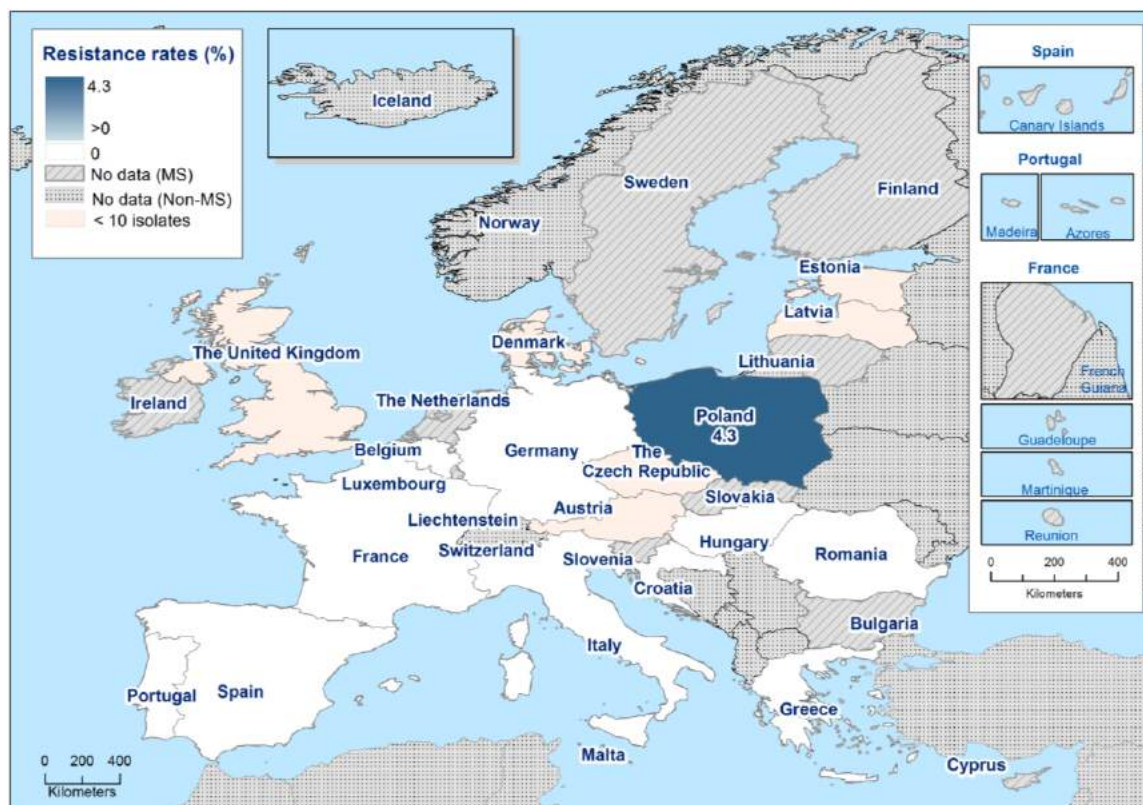 Resistance rates (%)
4.3
>0
0
No data (MS)
No data (Non-MS)
< 10 isolates
Iceland
Spain
Canary Islands
Portugal
Madeira
Azores
France
French
Guiana
Guadeloupe
Martinique
Reunion
0 200 400
Kilometers
Sweden
Finland
Norway
Estonia
Latvia
Denmark
Lithuania
The United Kingdom
Ireland
The Netherlands
Poland
4.3
Belgium
Germany
The
Czech Republic
Luxembourg
Slovakia
Austria
Liechtenstein
Switzerland
France
Slovenia
Hungary
Romania
Croatia
Bulgaria
Italy
Portugal
Spain
Greece
Malta
Cyprus
0 200 400
Kilometers